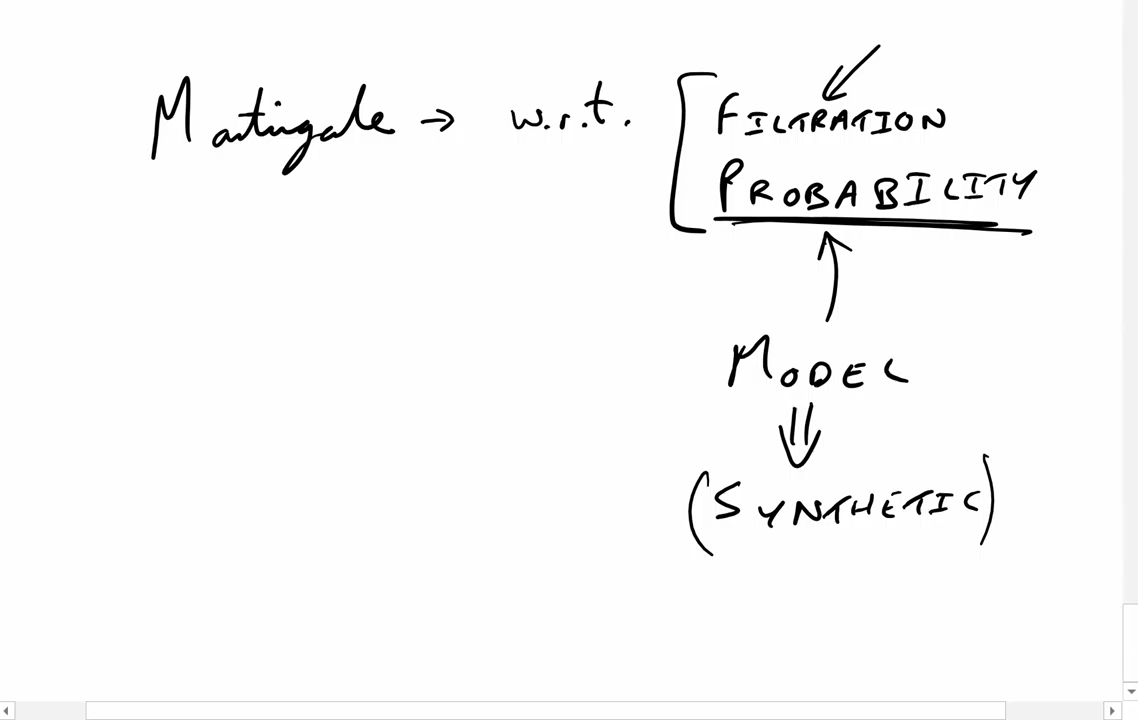 Martingale → w.r.t. [ FILTRATION
PROBABILITY
MODEL
(SYNTHETIC)